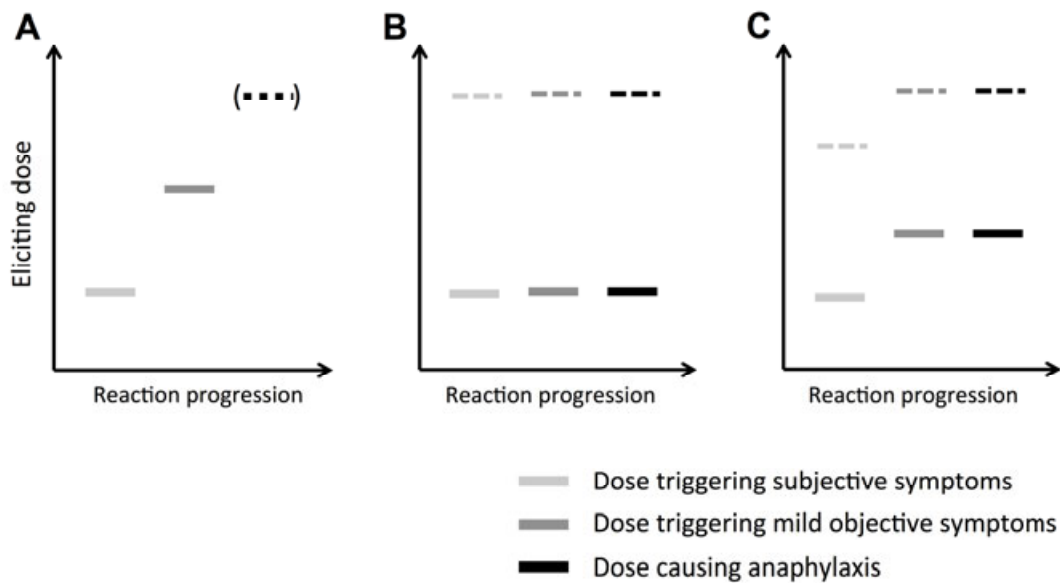 A
B
C
Eliciting dose
Reaction progression
Reaction progression
Reaction progression
Dose triggering subjective symptoms
Dose triggering mild objective symptoms
Dose causing anaphylaxis